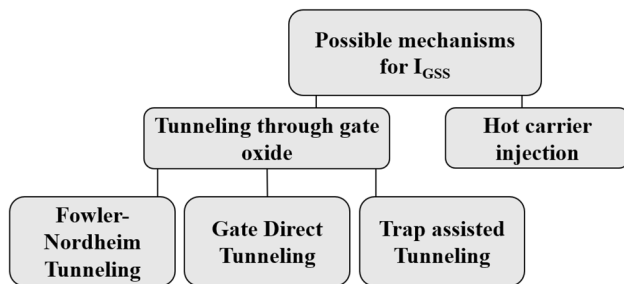 Possible mechanisms
for I_GSS
Tunneling through gate
oxide
Hot carrier
injection
Fowler-
Nordheim
Tunneling
Gate Direct
Tunneling
Trap assisted
Tunneling